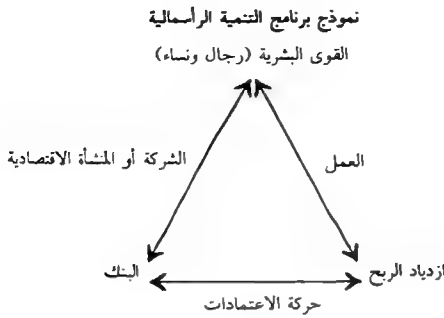 نموذج برنامج التنمية الرأسمالية
القوى البشرية (رجال ونساء)
الشركة أو المنشأة الاقتصادية
العمل
البنك
ازدياد الربح
حركة الاعتمادات